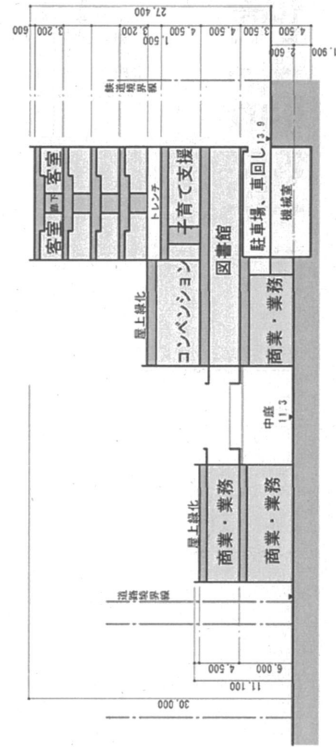 27,400
600
3,200
3,200
1,500
4,500
3,500
2,600
4,500
1,900
鉄道境界線
客室
廊下
客室
トレンチ
屋上緑化
コンベンション
子育て支援
図書館
駐車場、車回し
13.9
商業・業務
機械室
中庭
11.3
屋上緑化
商業・業務
商業・業務
道路境界線
4,500
6,000
11,100
30,000